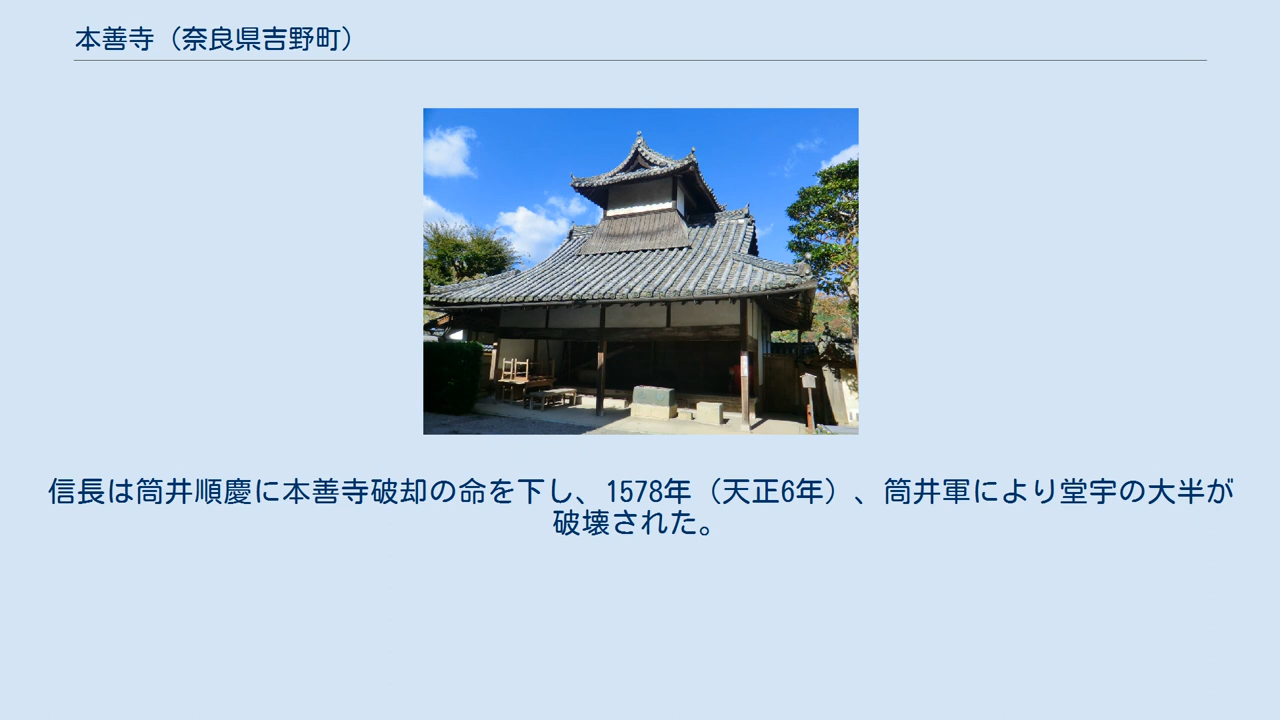 本善寺（奈良県吉野町）
信長は筒井順慶に本善寺破却の命を下し、1578年（天正6年）、筒井軍により堂宇の大半が
破壊された。